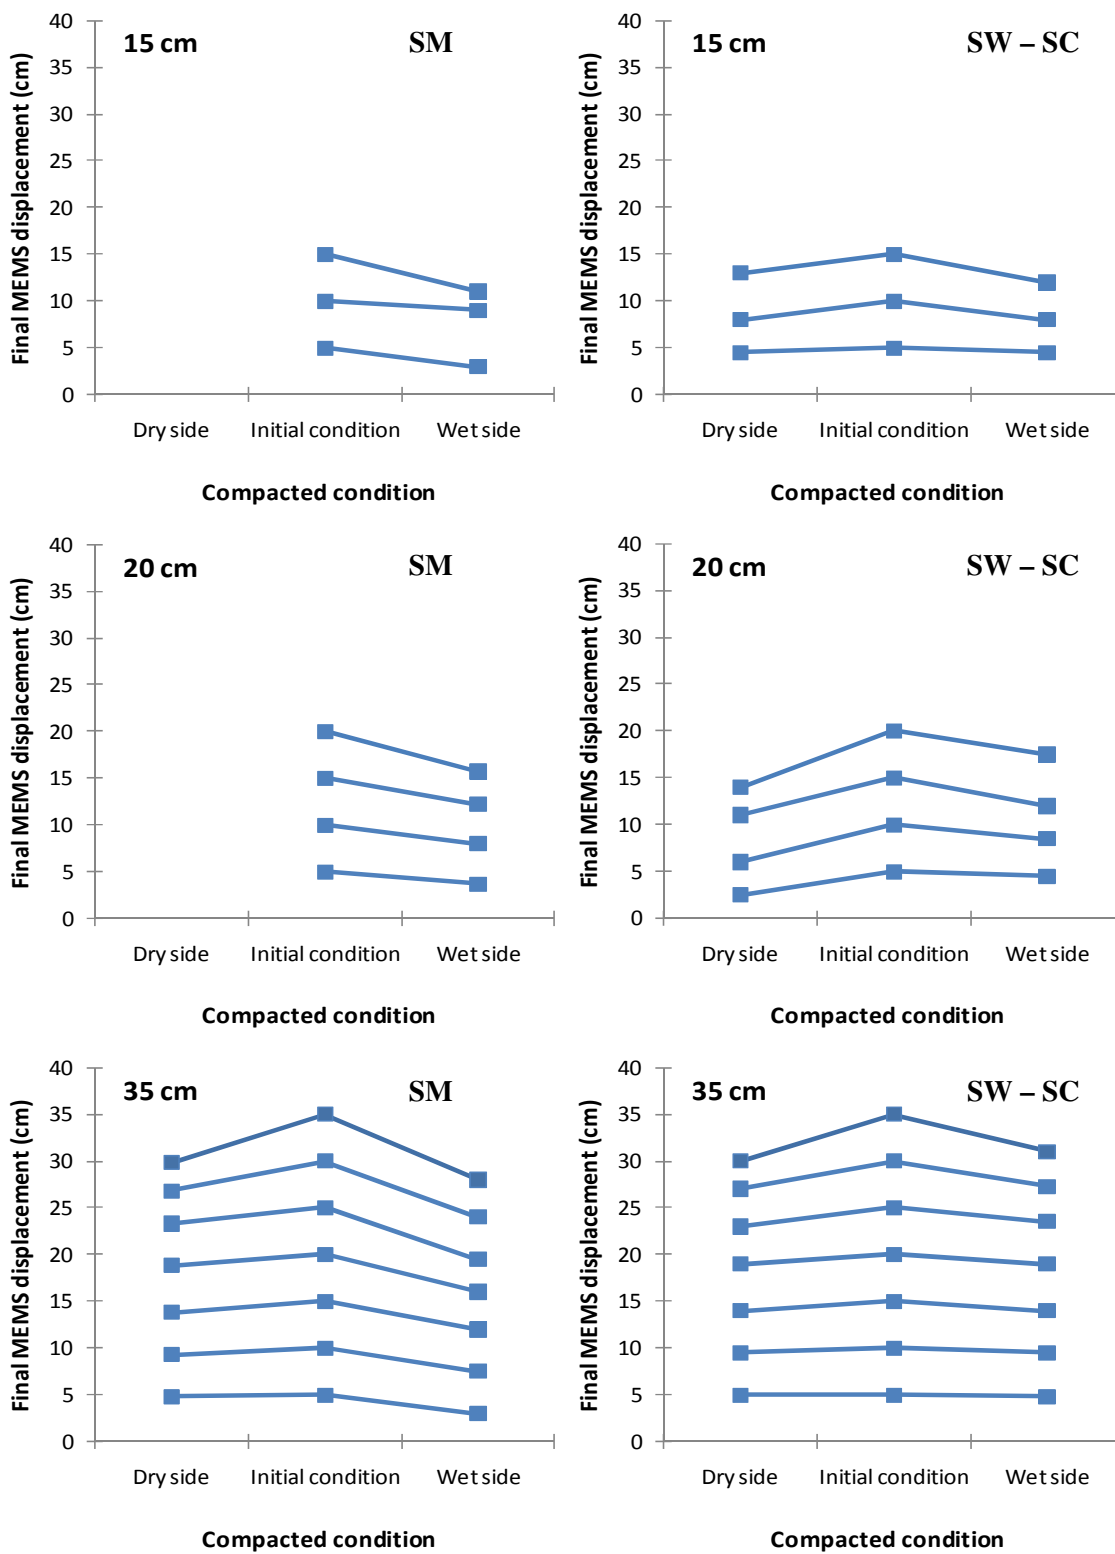 15 cm SM
Final MEMS displacement (cm)
40
35
30
25
20
15
10
5
0
Dry side Initial condition Wet side
Compacted condition
15 cm SW – SC
Final MEMS displacement (cm)
40
35
30
25
20
15
10
5
0
Dry side Initial condition Wet side
Compacted condition
20 cm SM
Final MEMS displacement (cm)
40
35
30
25
20
15
10
5
0
Dry side Initial condition Wet side
Compacted condition
20 cm SW – SC
Final MEMS displacement (cm)
40
35
30
25
20
15
10
5
0
Dry side Initial condition Wet side
Compacted condition
35 cm SM
Final MEMS displacement (cm)
40
35
30
25
20
15
10
5
0
Dry side Initial condition Wet side
Compacted condition
35 cm SW – SC
Final MEMS displacement (cm)
40
35
30
25
20
15
10
5
0
Dry side Initial condition Wet side
Compacted condition